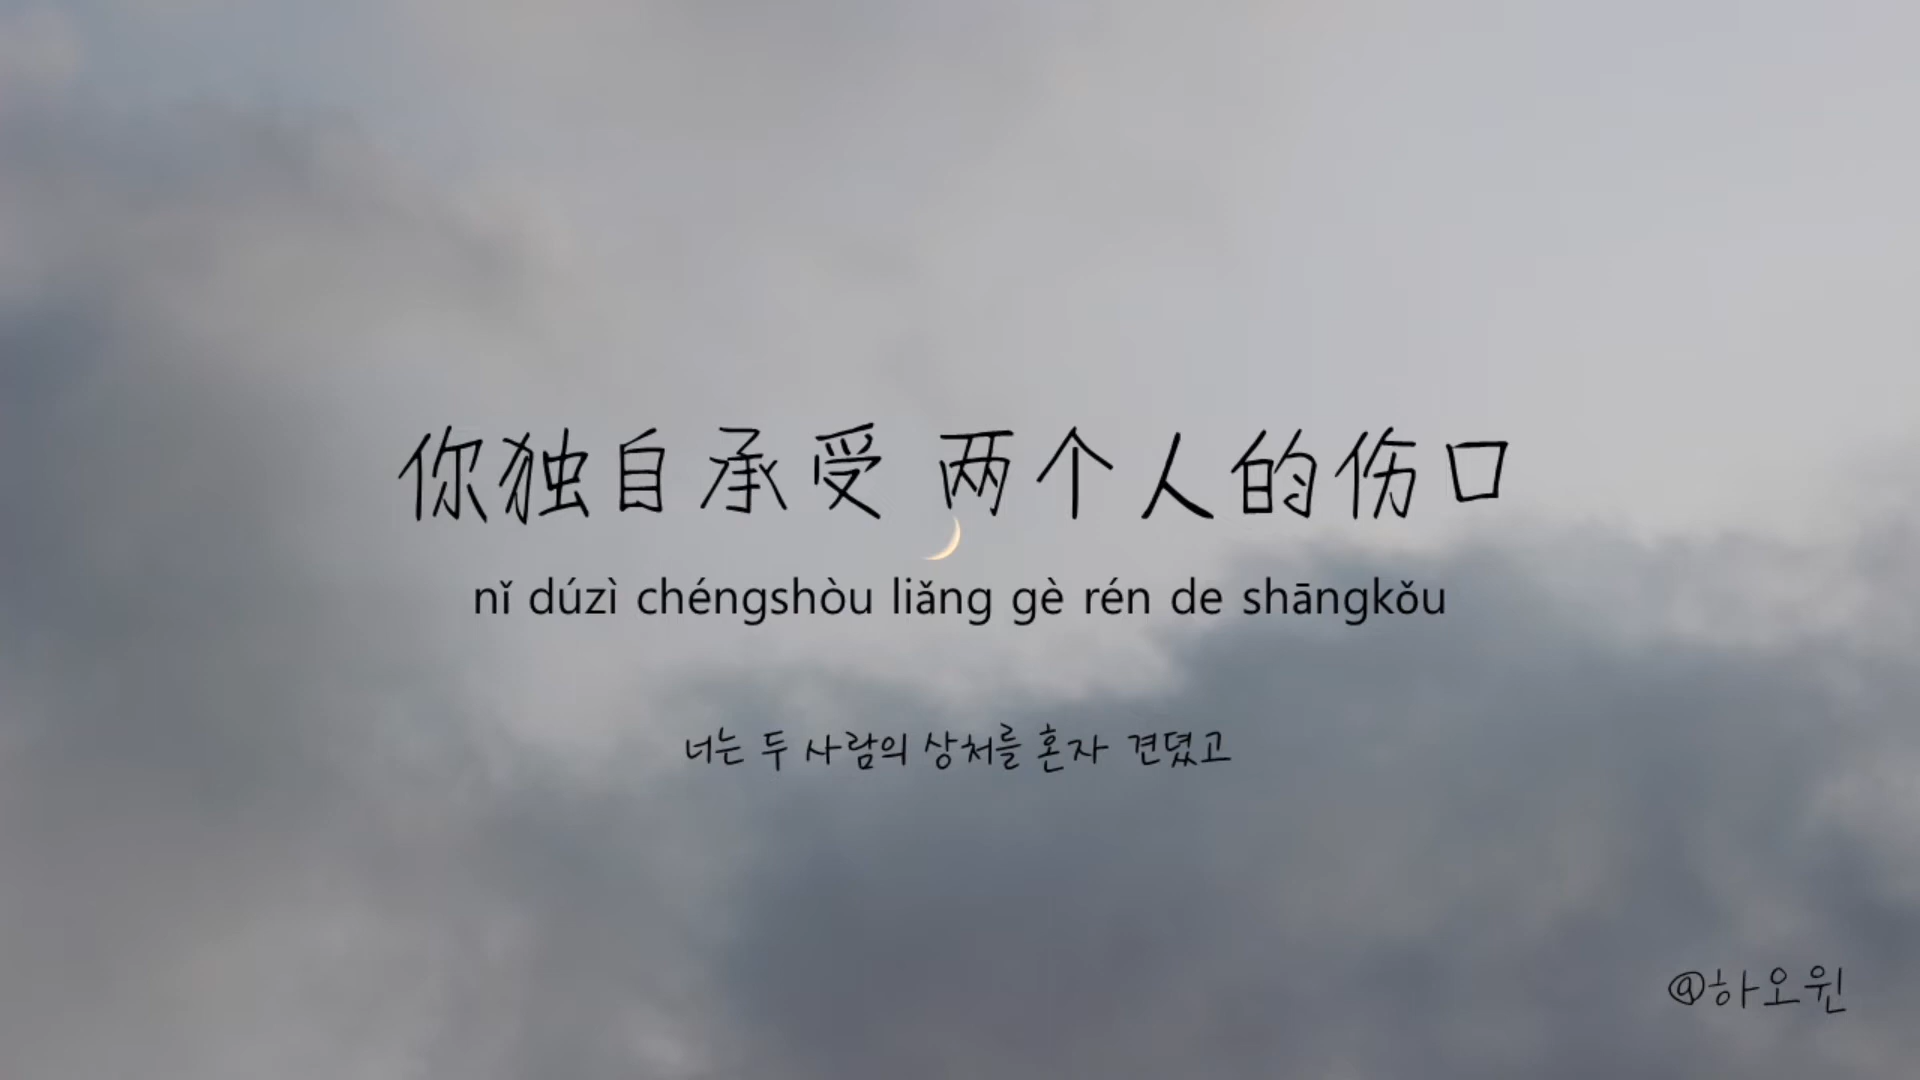 你独自承受 两个人的伤口
nǐ dúzì chéngshòu liǎng gè rén de shāngkǒu
너는 두 사람의 상처를 혼자 견뎠고
@하오윈